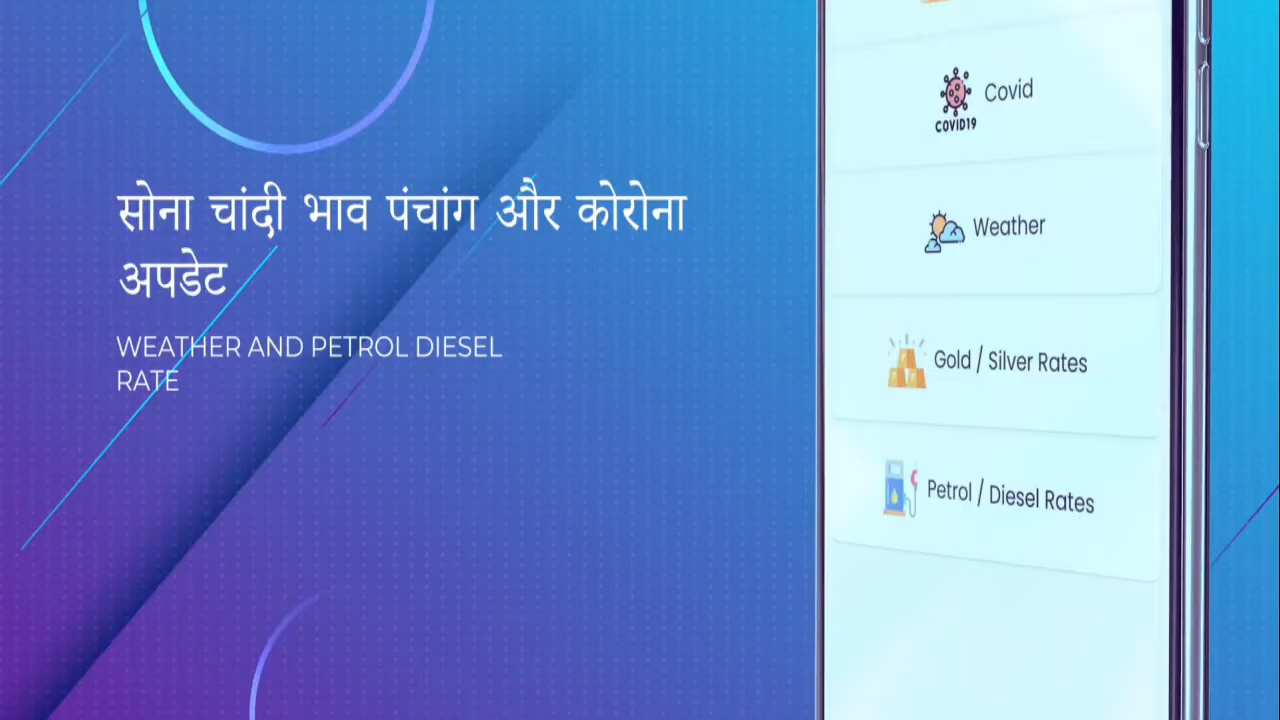 सोना चांदी भाव पंचांग और कोरोना
अपडेट
WEATHER AND PETROL DIESEL
RATE
Covid
COVID19
Weather
Gold / Silver Rates
Petrol / Diesel Rates